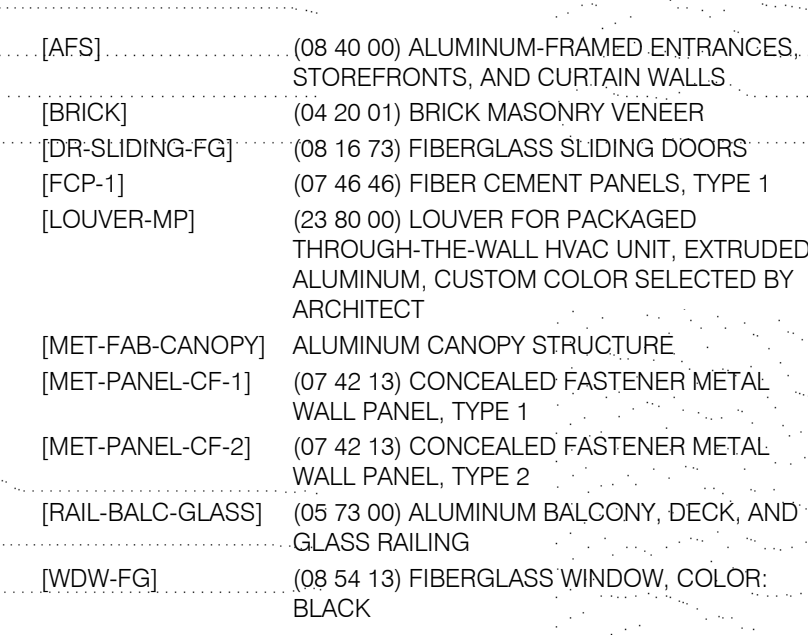 [AFS] (08 40 00) ALUMINUM-FRAMED ENTRANCES,
STOREFRONTS, AND CURTAIN WALLS
[BRICK] (04 20 01) BRICK MASONRY VENEER
[DR-SLIDING-FG] (08 16 73) FIBERGLASS SLIDING DOORS
[FCP-1] (07 46 46) FIBER CEMENT PANELS, TYPE 1
[LOUVER-MP] (23 80 00) LOUVER FOR PACKAGED
THROUGH-THE-WALL HVAC UNIT, EXTRUDED
ALUMINUM, CUSTOM COLOR SELECTED BY
ARCHITECT
[MET-FAB-CANOPY] ALUMINUM CANOPY STRUCTURE
[MET-PANEL-CF-1] (07 42 13) CONCEALED FASTENER METAL
WALL PANEL, TYPE 1
[MET-PANEL-CF-2] (07 42 13) CONCEALED FASTENER METAL
WALL PANEL, TYPE 2
[RAIL-BALC-GLASS] (05 73 00) ALUMINUM BALCONY, DECK, AND
GLASS RAILING
[WDW-FG] (08 54 13) FIBERGLASS WINDOW, COLOR:
BLACK